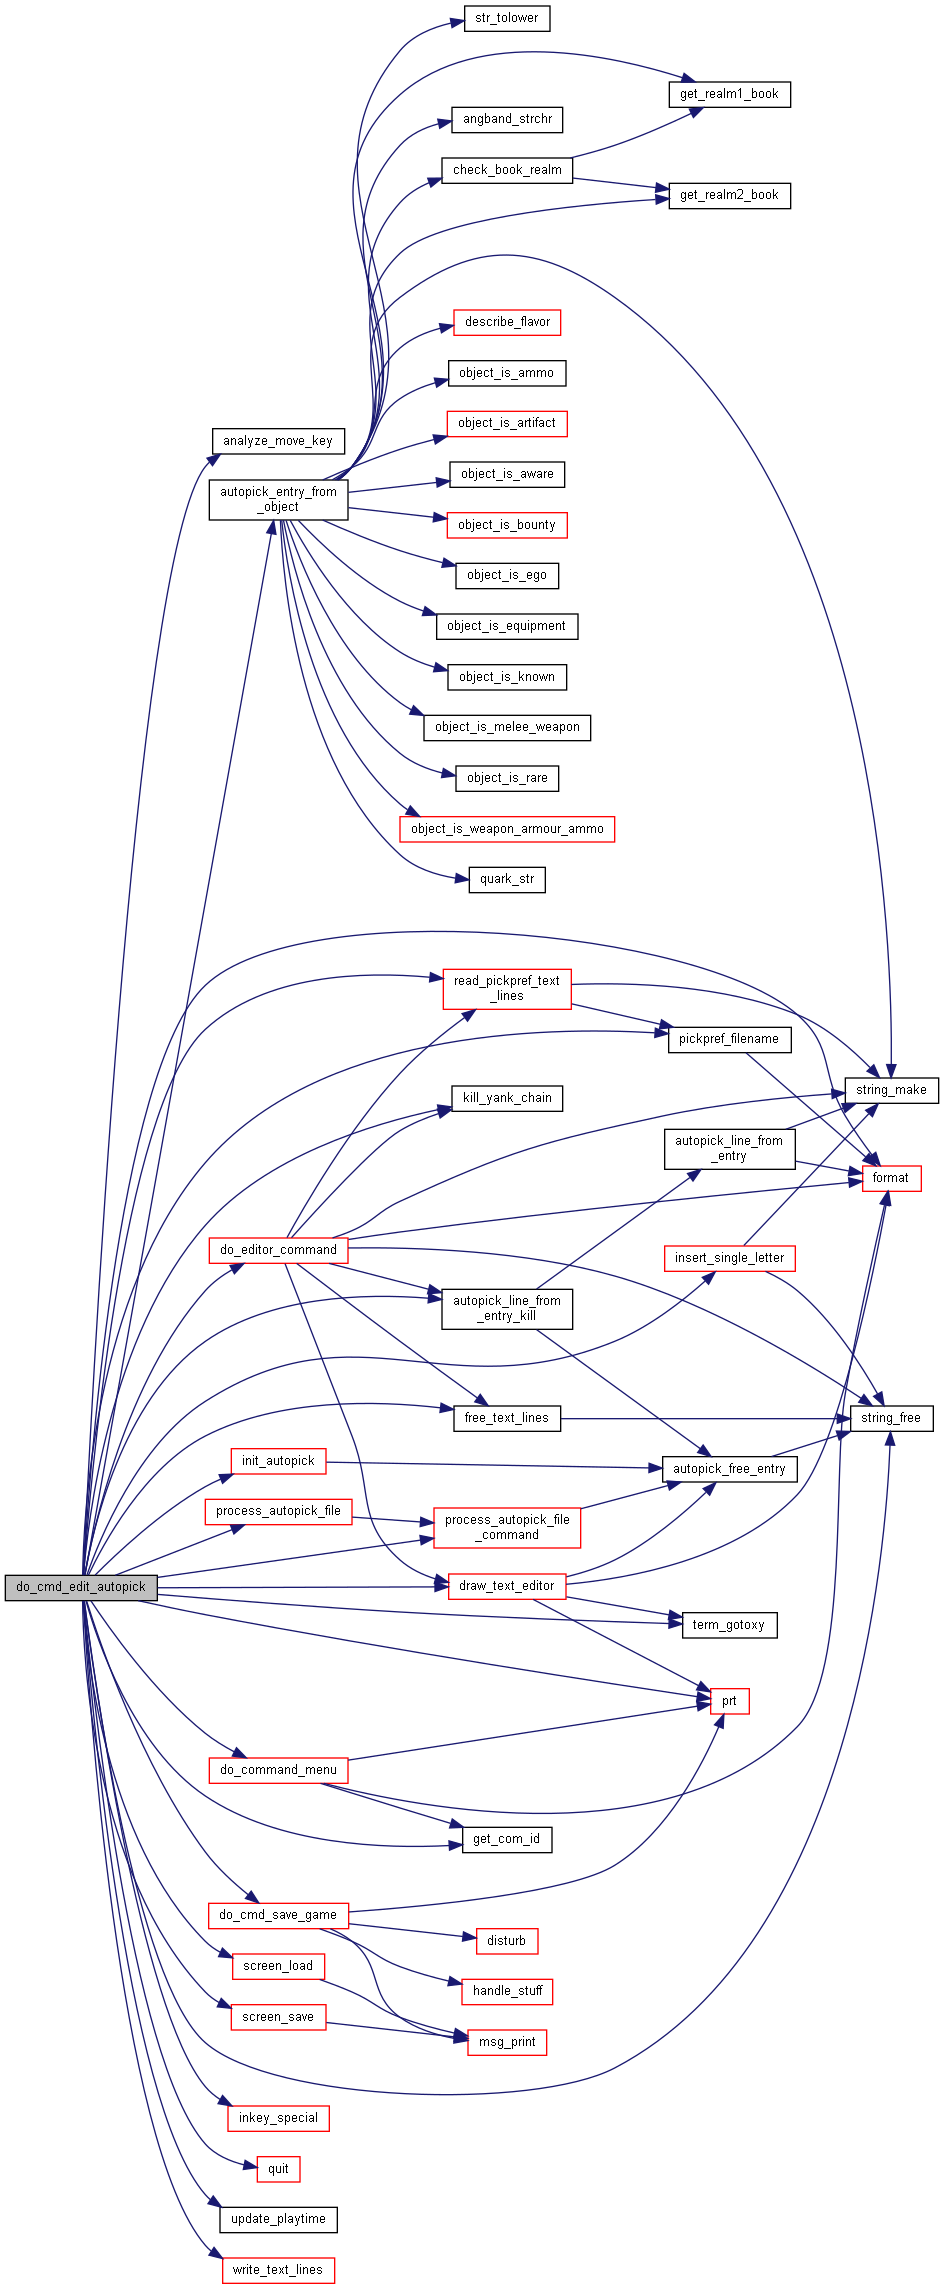 str_tolower
get_realm1_book
angband_strchr
check_book_realm
get_realm2_book
describe_flavor
object_is_ammo
object_is_artifact
analyze_move_key
object_is_aware
autopick_entry_from
_object
object_is_bounty
object_is_ego
object_is_equipment
object_is_known
object_is_melee_weapon
object_is_rare
object_is_weapon_armour_ammo
quark_str
read_pickpref_text
_lines
pickpref_filename
string_make
kill_yank_chain
autopick_line_from
_entry
format
do_editor_command
insert_single_letter
autopick_line_from
_entry_kill
free_text_lines
string_free
init_autopick
autopick_free_entry
process_autopick_file
process_autopick_file
_command
do_cmd_edit_autopick
draw_text_editor
term_gotoxy
prt
do_command_menu
get_com_id
do_cmd_save_game
disturb
screen_load
handle_stuff
screen_save
msg_print
inkey_special
quit
update_playtime
write_text_lines